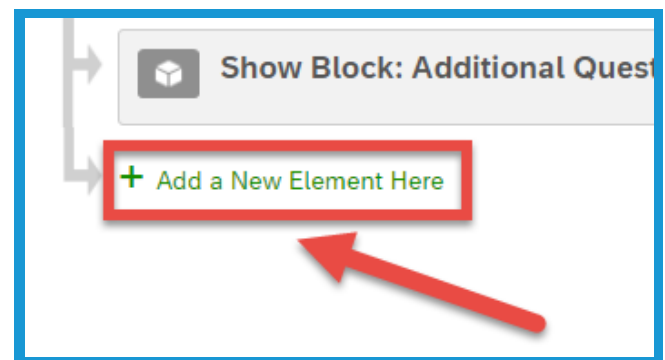 Show Block: Additional Quest
+ Add a New Element Here